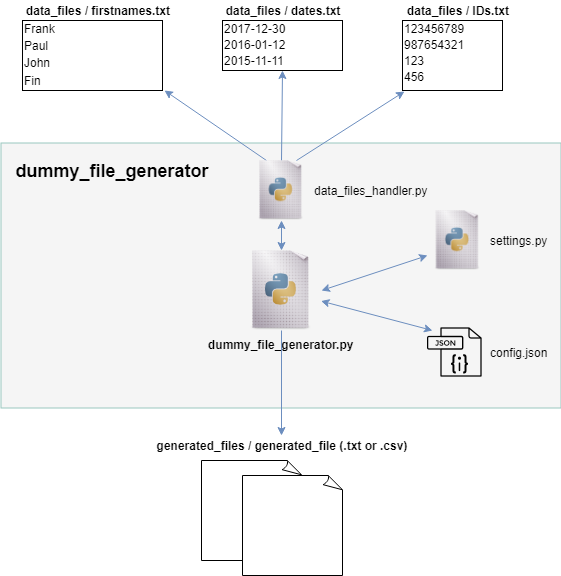 data_files / firstnames.txt
data_files / dates.txt
data_files / IDs.txt
Frank
Paul
John
Fin
2017-12-30
2016-01-12
2015-11-11
123456789
987654321
123
456
dummy_file_generator
data_files_handler.py
settings.py
dummy_file_generator.py
JSON
{i}
config.json
generated_files / generated_file (.txt or .csv)